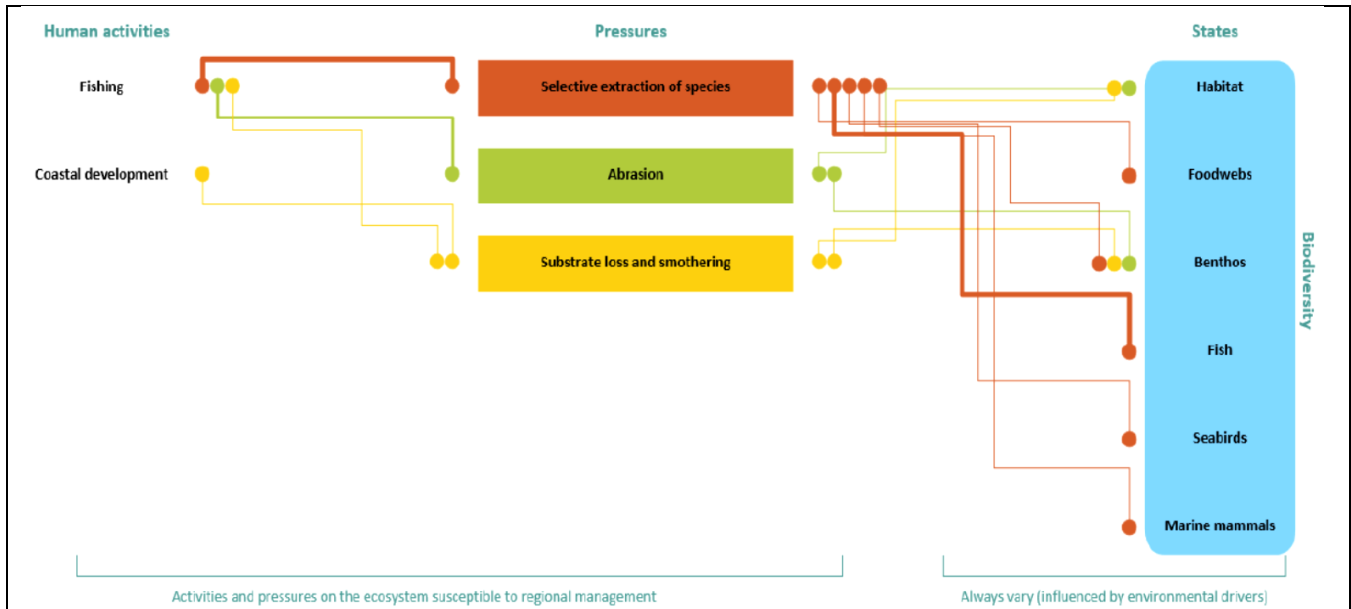 Human activities
Pressures
States
Fishing
Selective extraction of species
Habitat
Coastal development
Abrasion
Foodwebs
Substrate loss and smothering
Benthos
Biodiversity
Fish
Seabirds
Marine mammals
Activities and pressures on the ecosystem susceptible to regional management
Always vary (influenced by environmental drivers)